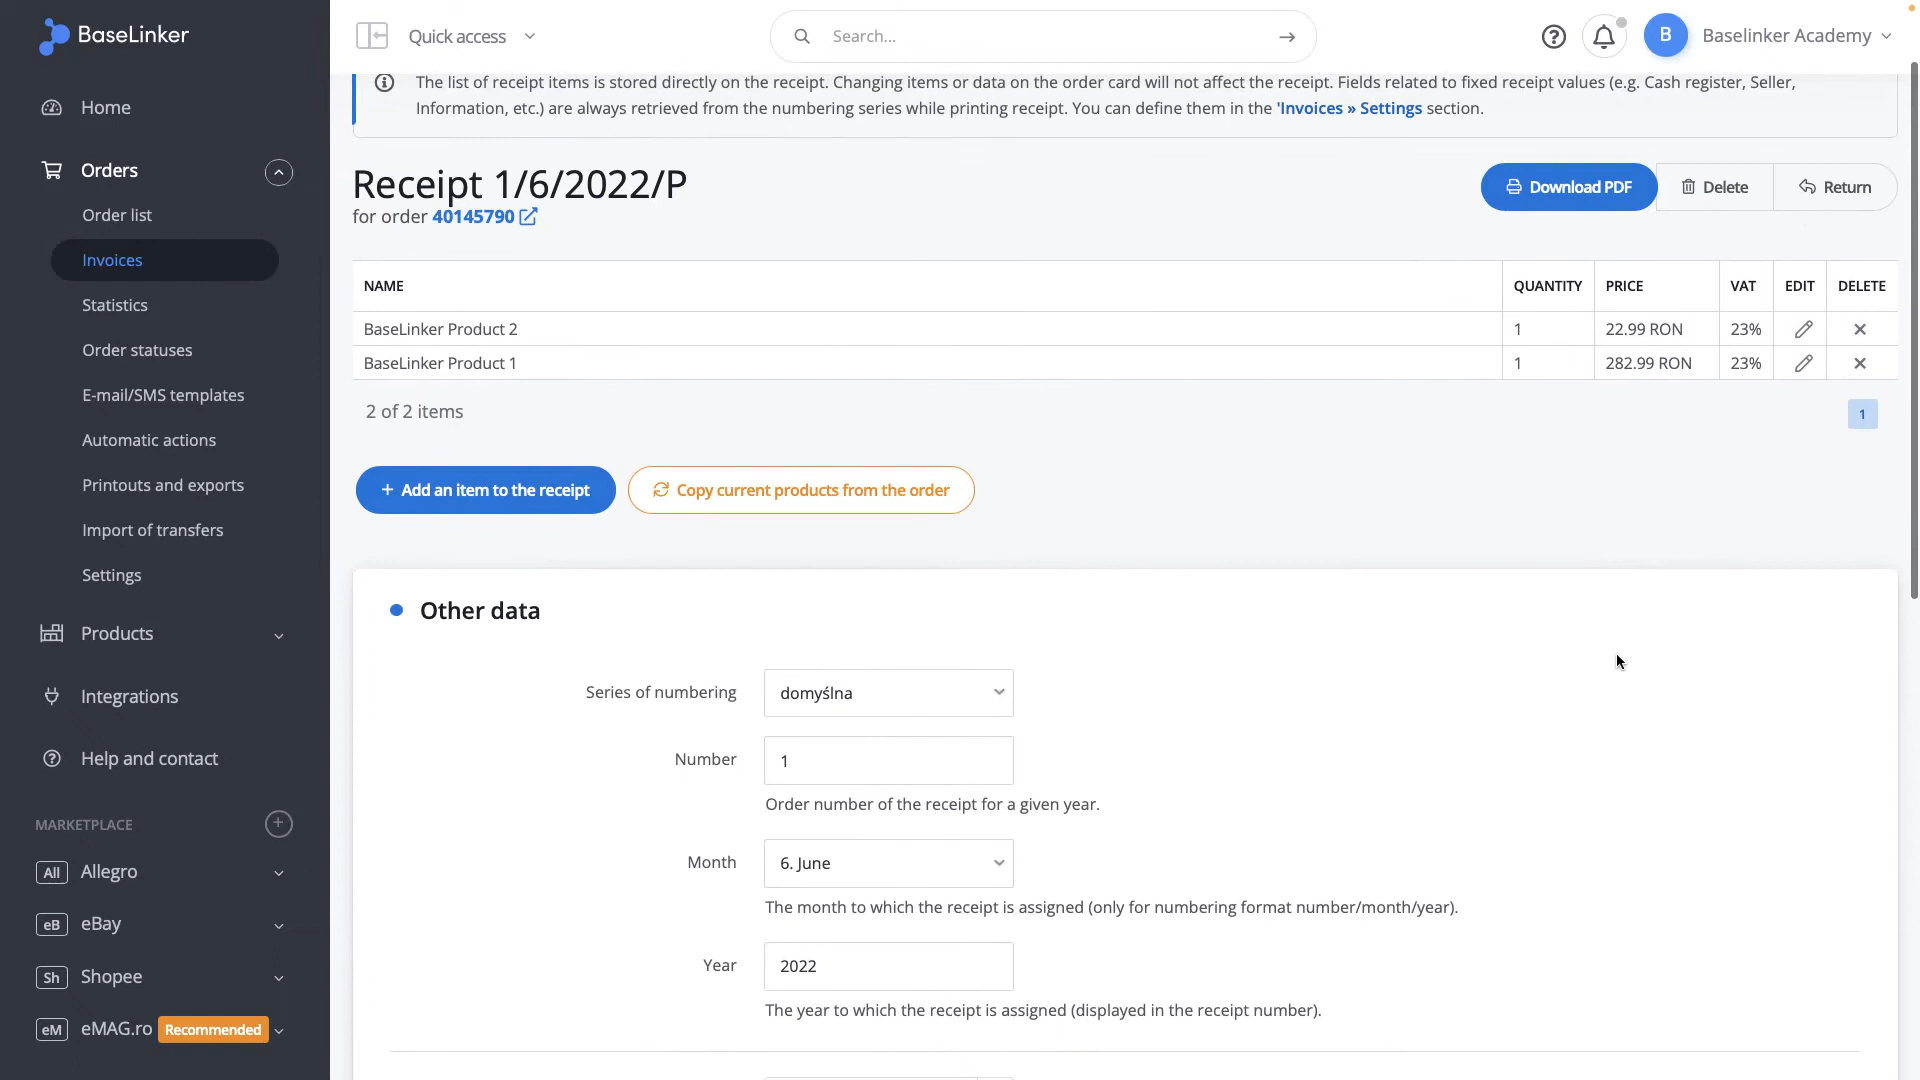 BaseLinker
Quick access
Search...
B
Baselinker Academy
Home
Orders
Order list
Invoices
Statistics
Order statuses
E-mail/SMS templates
Automatic actions
Printouts and exports
Import of transfers
Settings
Products
Integrations
Help and contact
MARKETPLACE
All Allegro
eB eBay
Sh Shopee
eM eMAG.ro Recommended
The list of receipt items is stored directly on the receipt. Changing items or data on the order card will not affect the receipt. Fields related to fixed receipt values (e.g. Cash register, Seller,
Information, etc.) are always retrieved from the numbering series while printing receipt. You can define them in the 'Invoices » Settings section.
Receipt 1/6/2022/P
for order 40145790
Download PDF
Delete
Return
NAME QUANTITY PRICE VAT EDIT DELETE
BaseLinker Product 2 1 22.99 RON 23%
BaseLinker Product 1 1 282.99 RON 23%
2 of 2 items
1
+ Add an item to the receipt
Copy current products from the order
Other data
Series of numbering domyślna
Number 1
Order number of the receipt for a given year.
Month 6. June
The month to which the receipt is assigned (only for numbering format number/month/year).
Year 2022
The year to which the receipt is assigned (displayed in the receipt number).